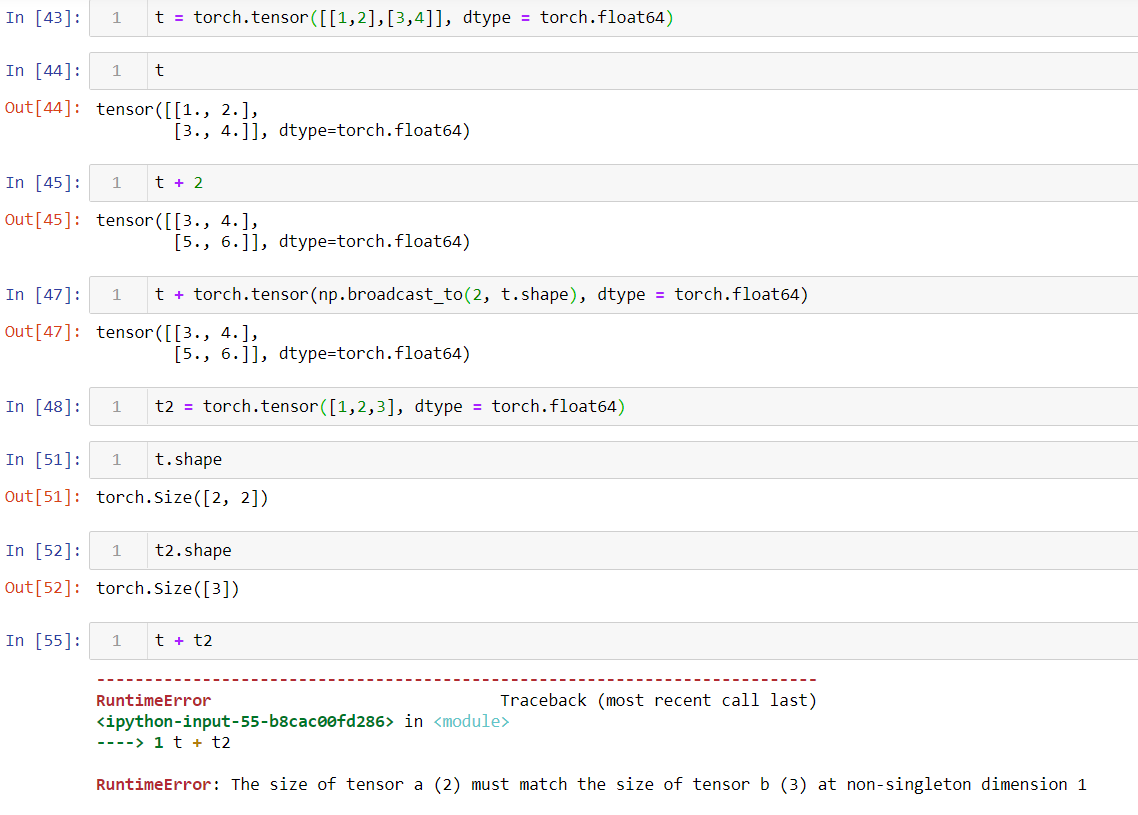 In [43]: 1 t = torch.tensor([[1,2],[3,4]], dtype = torch.float64)
In [44]: 1 t
Out[44]: tensor([[1., 2.],
[3., 4.]], dtype=torch.float64)
In [45]: 1 t + 2
Out[45]: tensor([[3., 4.],
[5., 6.]], dtype=torch.float64)
In [47]: 1 t + torch.tensor(np.broadcast_to(2, t.shape), dtype = torch.float64)
Out[47]: tensor([[3., 4.],
[5., 6.]], dtype=torch.float64)
In [48]: 1 t2 = torch.tensor([1,2,3], dtype = torch.float64)
In [51]: 1 t.shape
Out[51]: torch.Size([2, 2])
In [52]: 1 t2.shape
Out[52]: torch.Size([3])
In [55]: 1 t + t2
---------------------------------------------------------------------------
RuntimeError Traceback (most recent call last)
<ipython-input-55-b8cac00fd286> in <module>
----> 1 t + t2
RuntimeError: The size of tensor a (2) must match the size of tensor b (3) at non-singleton dimension 1